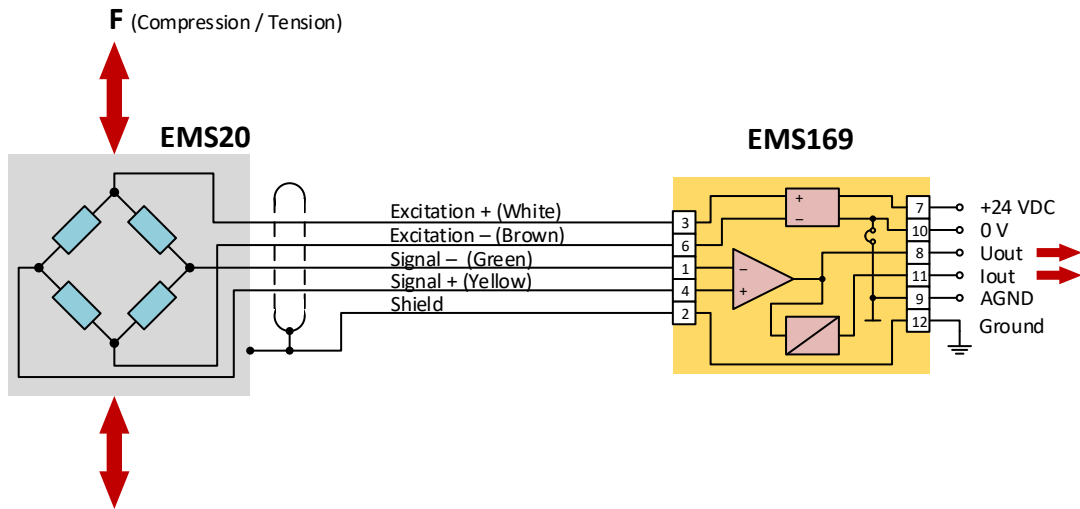 F (Compression / Tension)
EMS20
EMS169
Excitation + (White)
Excitation – (Brown)
Signal – (Green)
Signal + (Yellow)
Shield
3
6
1
4
2
+
–
–
+
7
10
8
11
9
12
+24 VDC
0 V
Uout
Iout
AGND
Ground